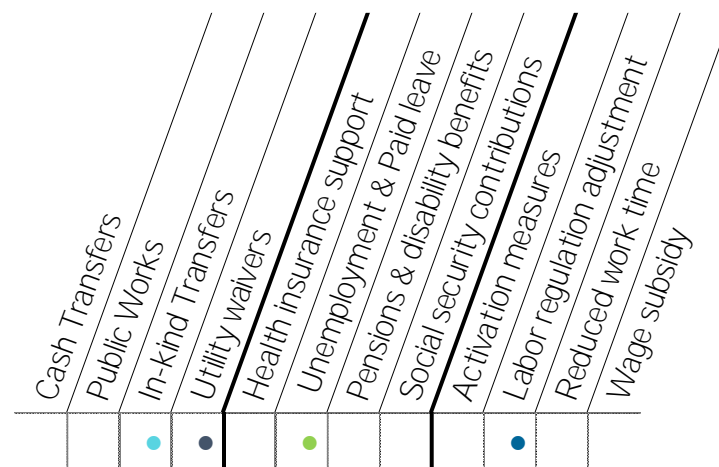 Cash Transfers
Public Works
In-kind Transfers
Utility waivers
Health insurance support
Unemployment & Paid leave
Pensions & disability benefits
Social security contributions
Activation measures
Labor regulation adjustment
Reduced work time
Wage subsidy